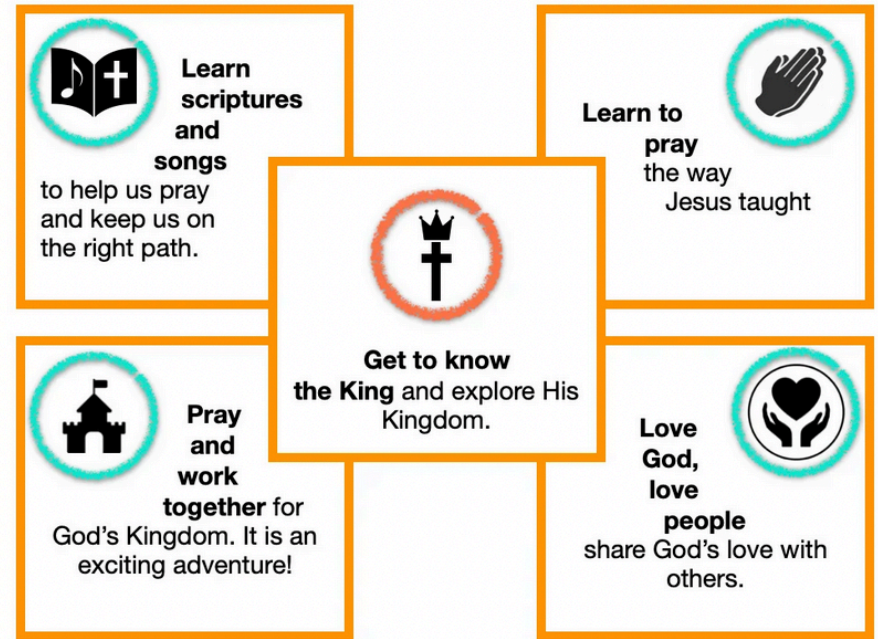 Learn
scriptures
and
songs
to help us pray
and keep us on
the right path.
Learn to
pray
the way
Jesus taught
Get to know
the King and explore His
Kingdom.
Pray
and
work
together for
God’s Kingdom. It is an
exciting adventure!
Love
God,
love
people
share God’s love with
others.